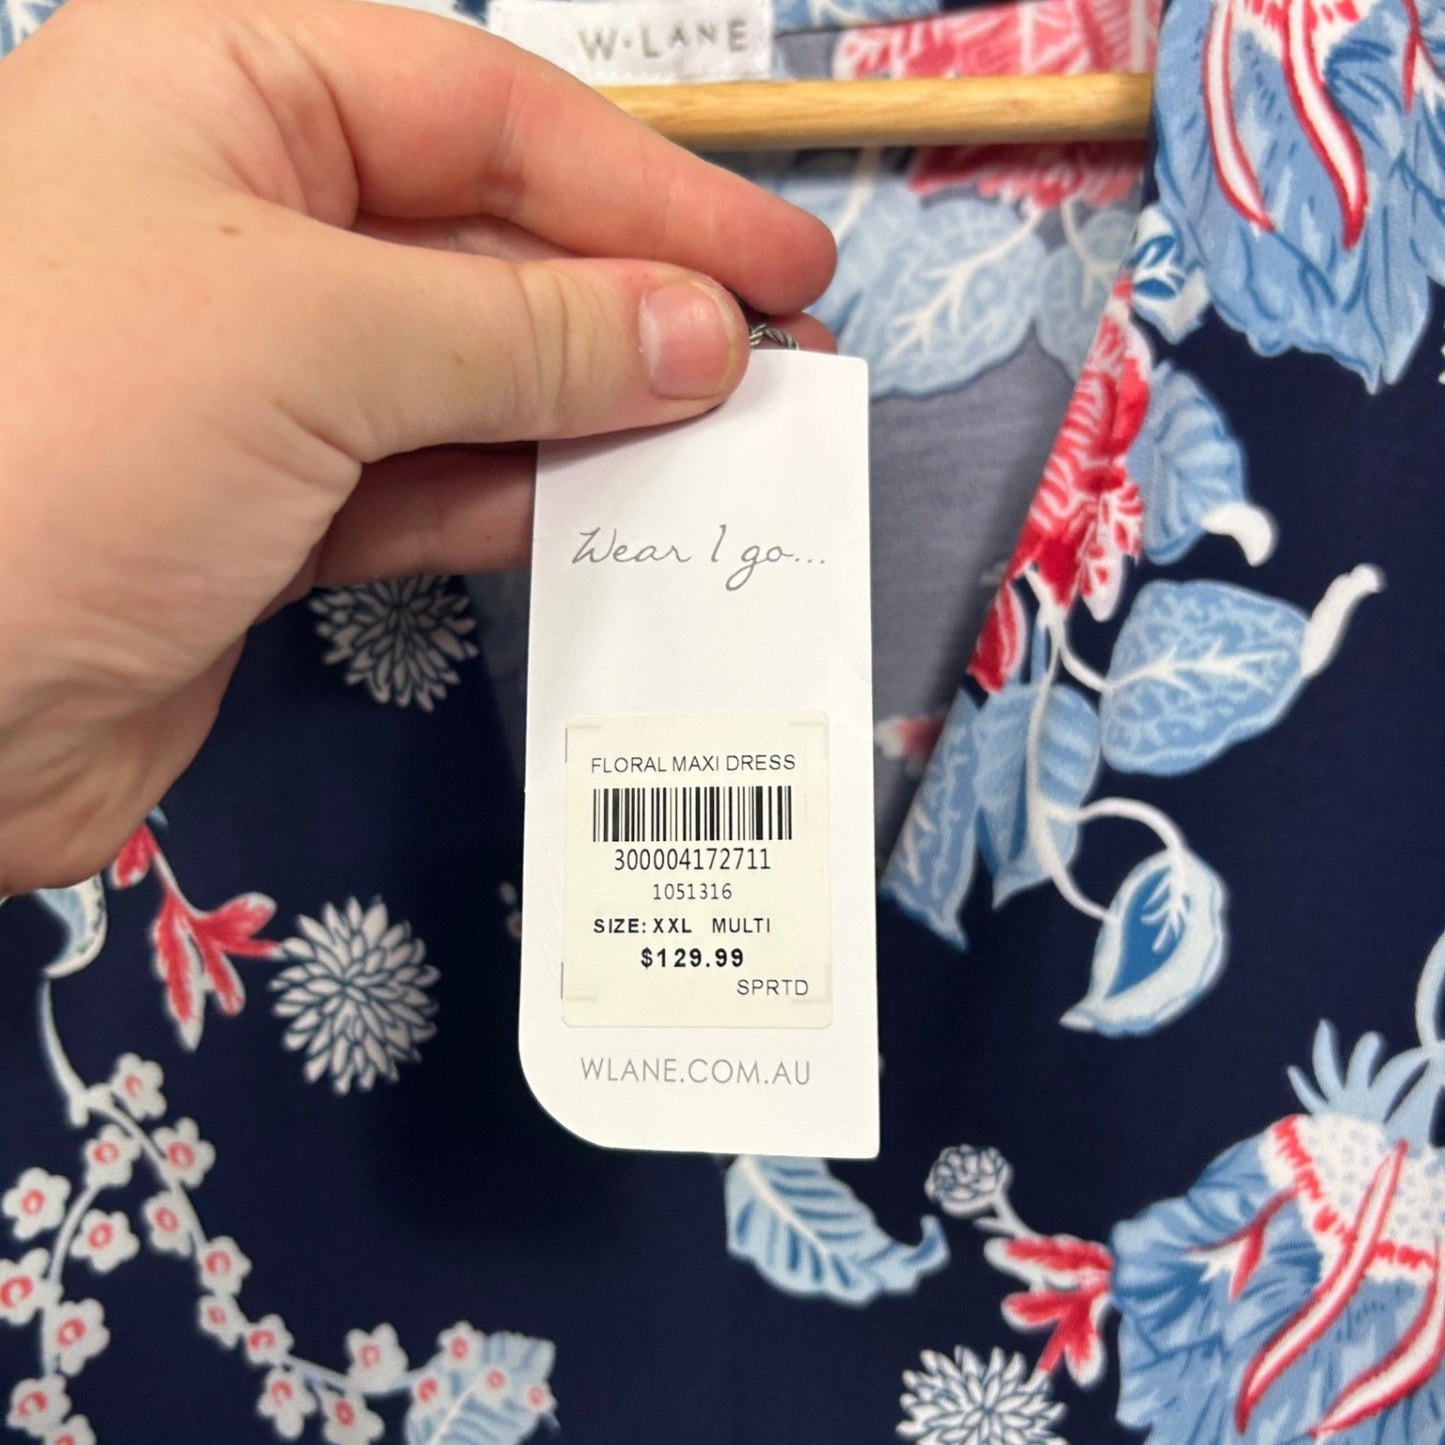 W·LANE
Wear I go...
FLORAL MAXI DRESS
300004172711
1051316
SIZE: XXL MULTI
$129.99
SPRTD
WLANE.COM.AU